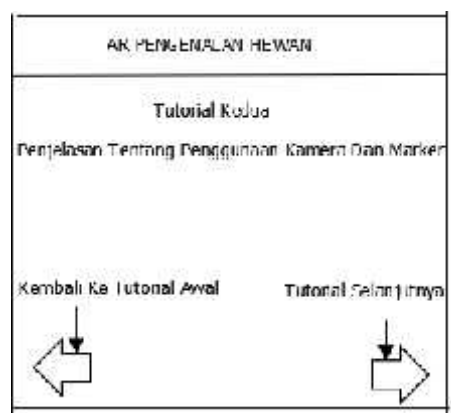 AR PENGENALAN HEWAN
Tutorial Kedua
Penjelasan Tentang Penggunaan Kamera Dan Marker
Kembali Ke Tutorial Awal
Tutorial Selanjutnya